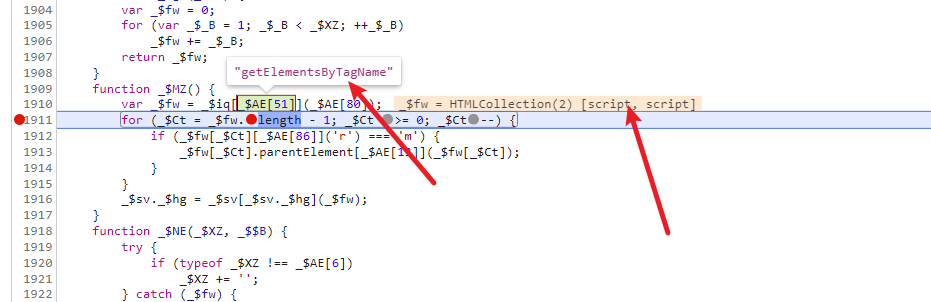 1904 var _$fw = 0;
1905 for (var _$_B = 1; _$_B < _$XZ; ++_$_B)
1906 _$fw += _$_B;
1907 return _$fw;
1908 }
1909 function _$MZ() { "getElementsByTagName"
1910 var _$fw = _$iq[_$AE[51]](_$AE[80]); _$fw = HTMLCollection(2) [script, script]
1911 for (_$Ct = _$fw.length - 1; _$Ct >= 0; _$Ct--) {
1912 if (_$fw[_$Ct][_$AE[86]]('r') === 'm') {
1913 _$fw[_$Ct].parentElement[_$AE[11]](_$fw[_$Ct]);
1914 }
1915 }
1916 _$sv._$hg = _$sv[_$sv._$hg](_$fw);
1917 }
1918 function _$NE(_$XZ, _$$B) {
1919 try {
1920 if (typeof _$XZ !== _$AE[6])
1921 _$XZ += '';
1922 } catch (_$fw) {